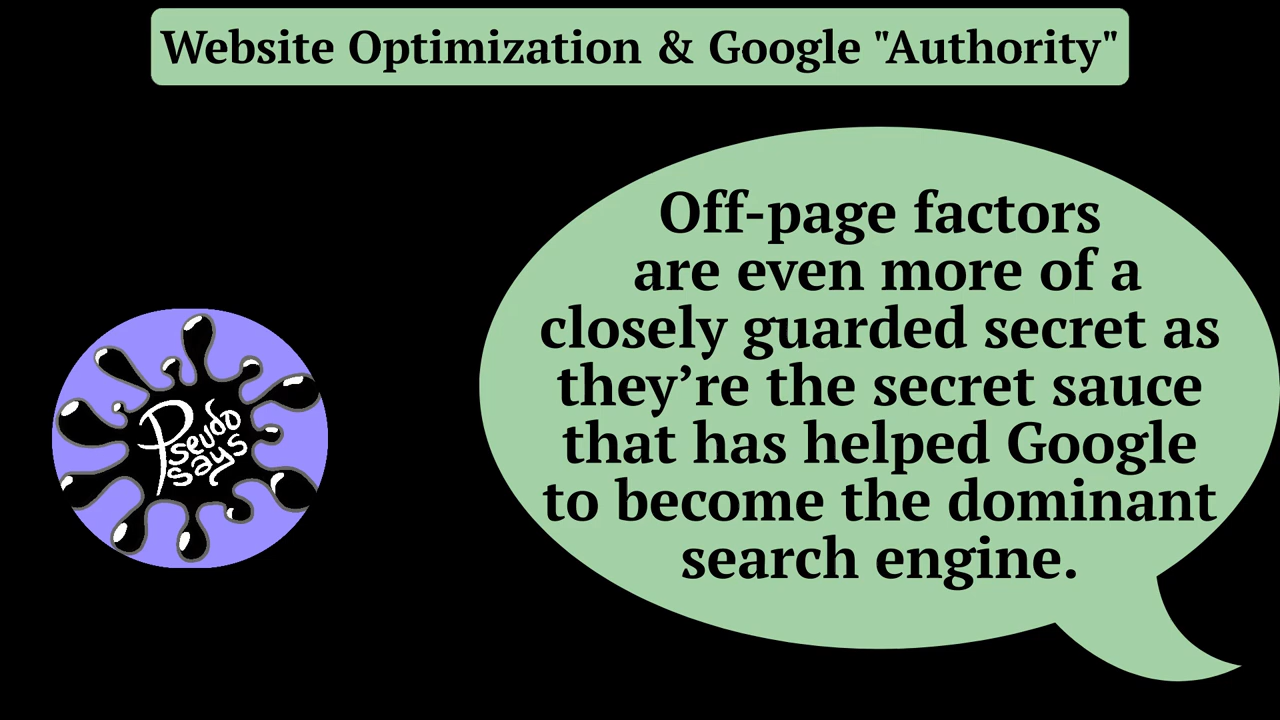 Website Optimization & Google "Authority"
Off-page factors
are even more of a
closely guarded secret as
they’re the secret sauce
that has helped Google
to become the dominant
search engine.
Pseudo
says